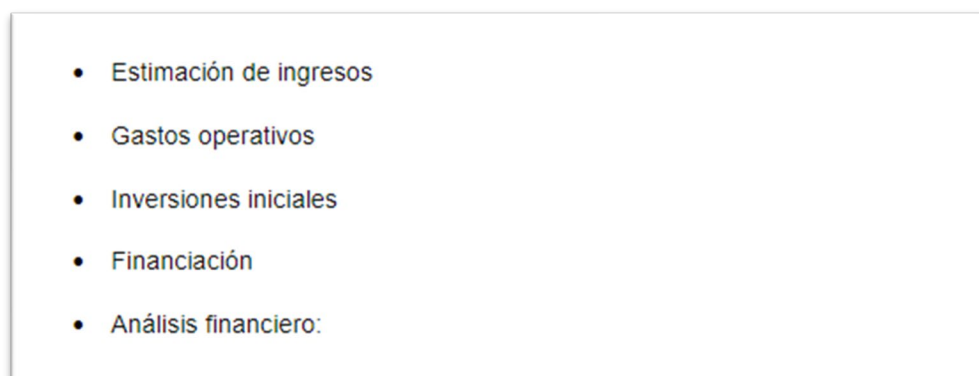 • Estimación de ingresos
• Gastos operativos
• Inversiones iniciales
• Financiación
• Análisis financiero: